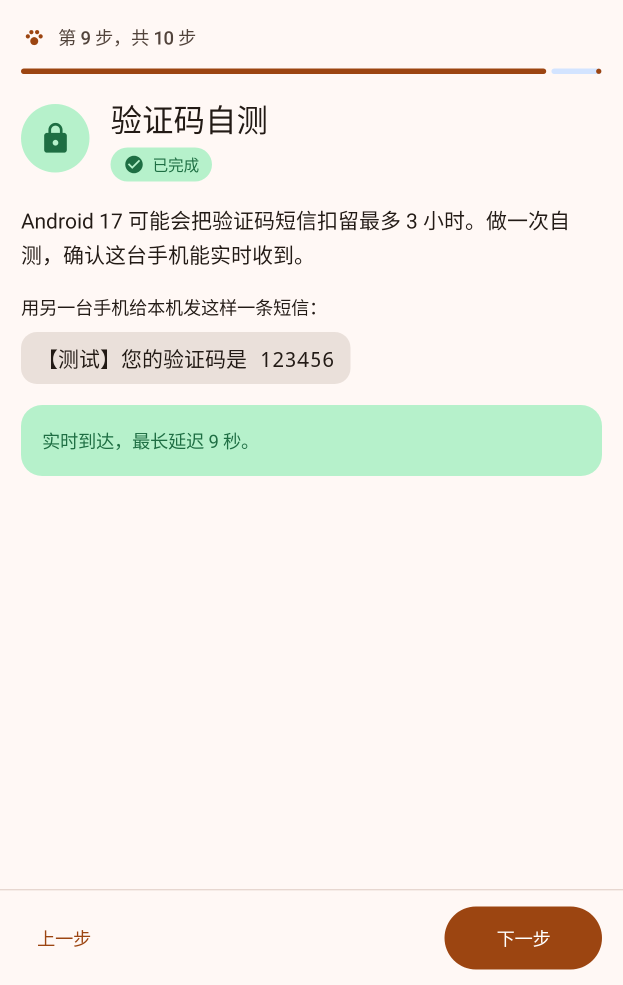 第 9 步，共 10 步
验证码自测
已完成
Android 17 可能会把验证码短信扣留最多 3 小时。做一次自
测，确认这台手机能实时收到。
用另一台手机给本机发这样一条短信：
【测试】您的验证码是 123456
实时到达，最长延迟 9 秒。
上一步
下一步